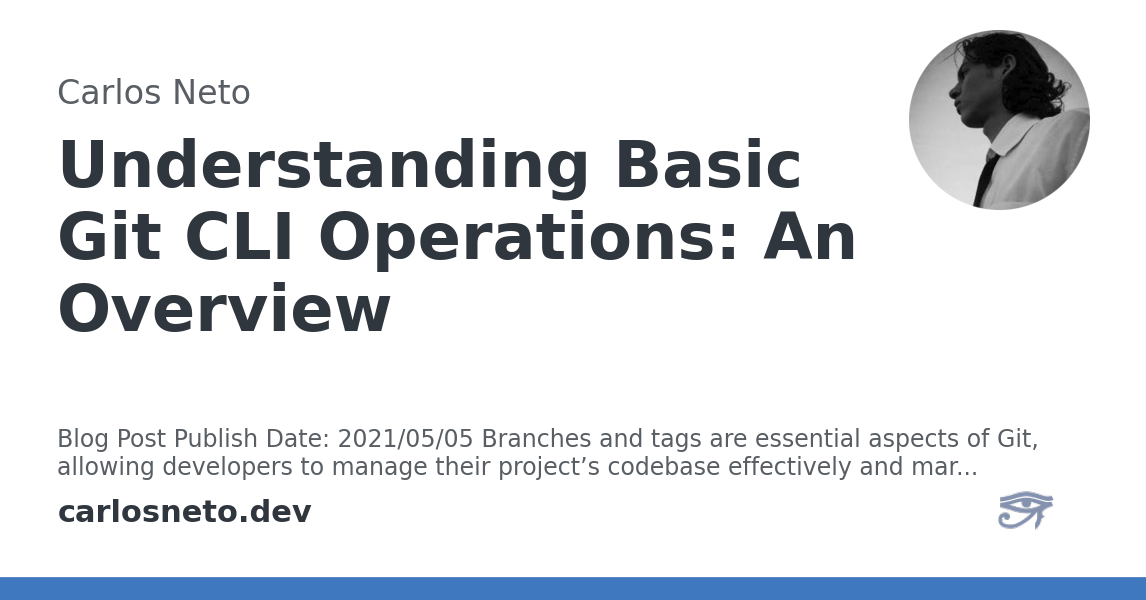 Carlos Neto
Understanding Basic
Git CLI Operations: An
Overview
Blog Post Publish Date: 2021/05/05 Branches and tags are essential aspects of Git,
allowing developers to manage their project’s codebase effectively and mar...
carlosneto.dev